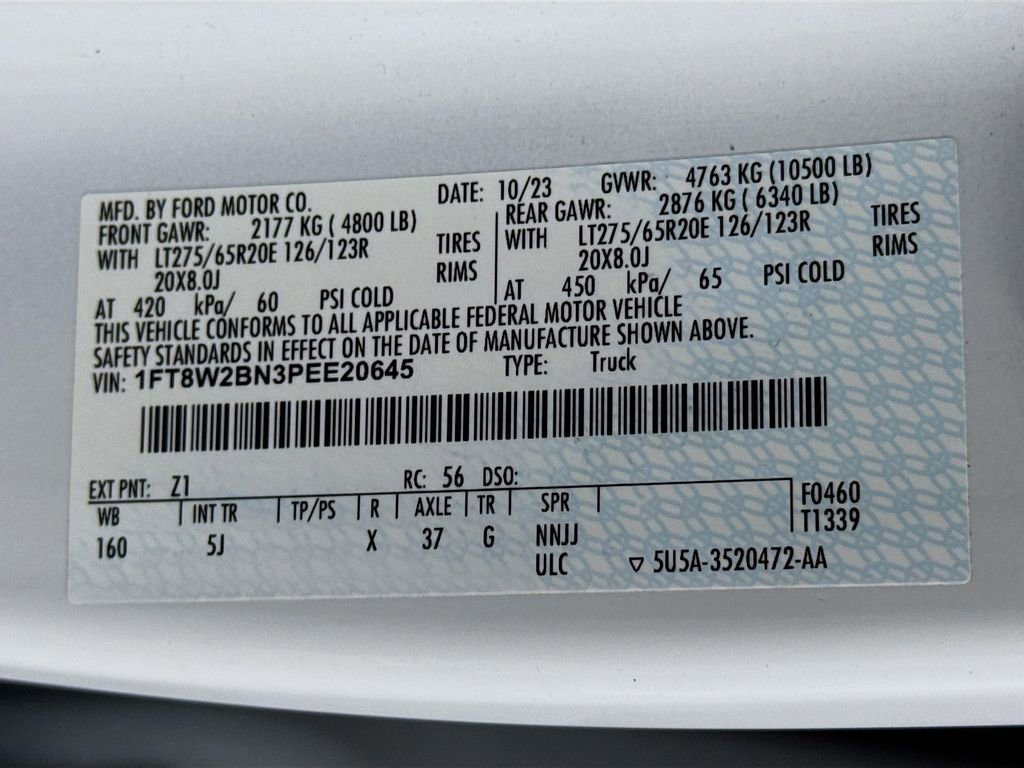 MFD. BY FORD MOTOR CO. DATE: 10/23 GVWR: 4763 KG (10500 LB)
FRONT GAWR: 2177 KG ( 4800 LB) REAR GAWR: 2876 KG ( 6340 LB)
WITH LT275/65R20E 126/123R TIRES WITH LT275/65R20E 126/123R TIRES
20X8.0J RIMS 20X8.0J RIMS
AT 420 kPa/ 60 PSI COLD AT 450 kPa/ 65 PSI COLD
THIS VEHICLE CONFORMS TO ALL APPLICABLE FEDERAL MOTOR VEHICLE
SAFETY STANDARDS IN EFFECT ON THE DATE OF MANUFACTURE SHOWN ABOVE.
VIN: 1FT8W2BN3PEE20645 TYPE: Truck
EXT PNT: Z1 RC: 56 DSO:
WB INT TR TP/PS R AXLE TR SPR F0460
T1339
160 5J X 37 G NNJJ
ULC ▽ 5U5A-3520472-AA